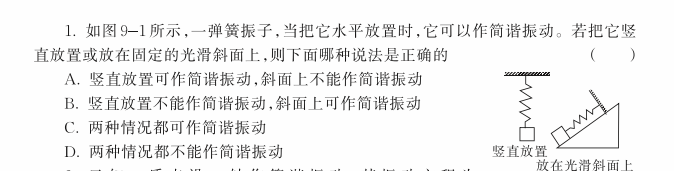 1. 如图9-1所示,一弹簧振子,当把它水平放置时,它可以作简谐振动。若把它竖
直放置或放在固定的光滑斜面上,则下面哪种说法是正确的 ( )
A. 竖直放置可作简谐振动,斜面上不能作简谐振动
B. 竖直放置不能作简谐振动,斜面上可作简谐振动
C. 两种情况都可作简谐振动
D. 两种情况都不能作简谐振动
竖直放置
放在光滑斜面上